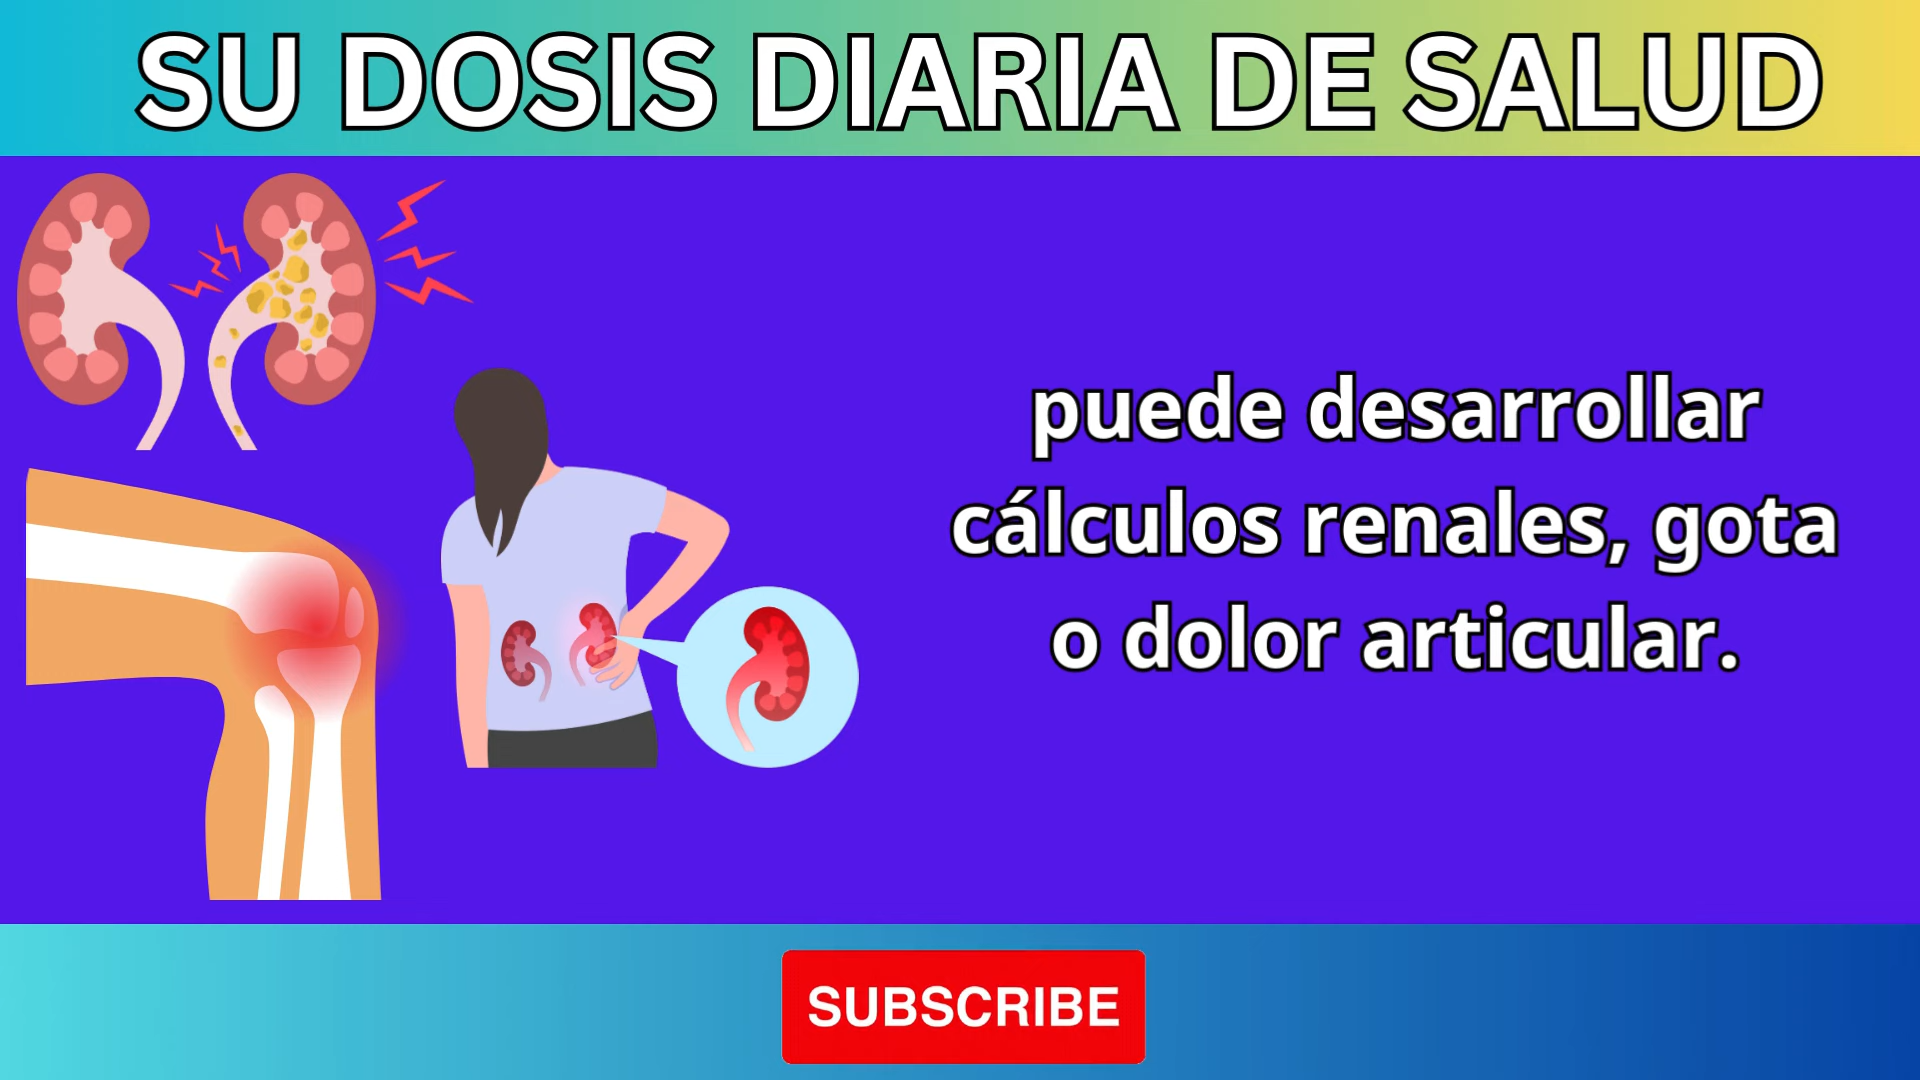 SU DOSIS DIARIA DE SALUD
puede desarrollar
cálculos renales, gota
o dolor articular.
SUBSCRIBE